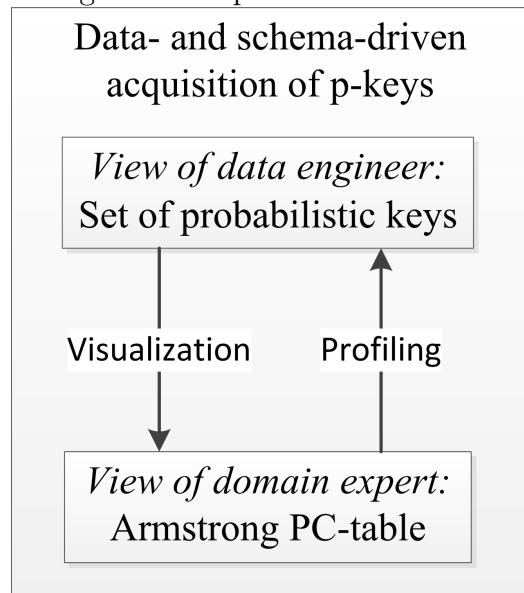 Data- and schema-driven
acquisition of p-keys
View of data engineer:
Set of probabilistic keys
Visualization Profiling
View of domain expert:
Armstrong PC-table